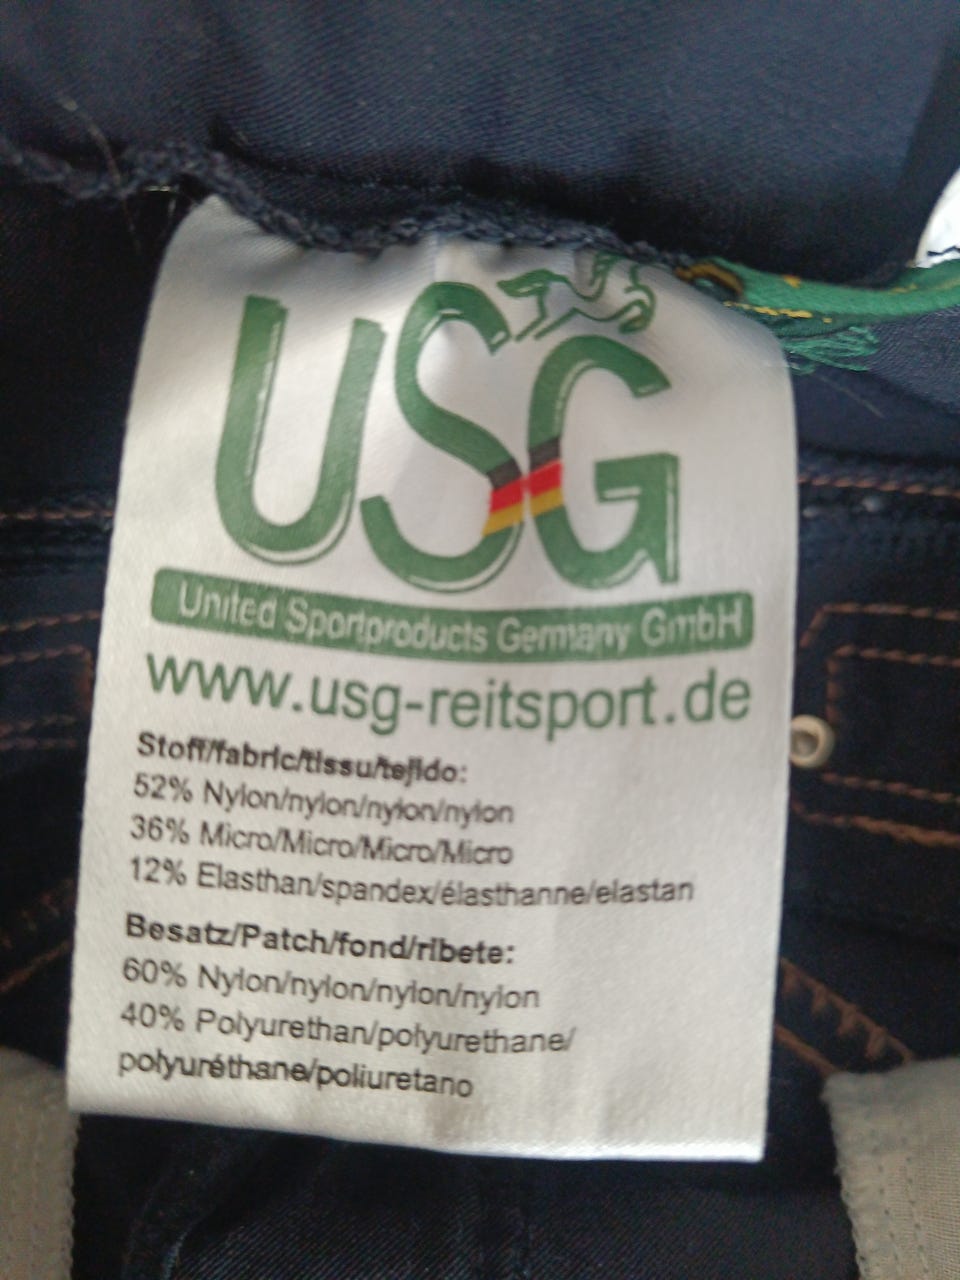 USG
United Sportproducts Germany GmbH
www.usg-reitsport.de
Stoff/fabric/tissu/tejido:
52% Nylon/nylon/nylon/nylon
36% Micro/Micro/Micro/Micro
12% Elasthan/spandex/élasthanne/elastan
Besatz/Patch/fond/ribete:
60% Nylon/nylon/nylon/nylon
40% Polyurethan/polyurethane/
polyuréthane/poliuretano